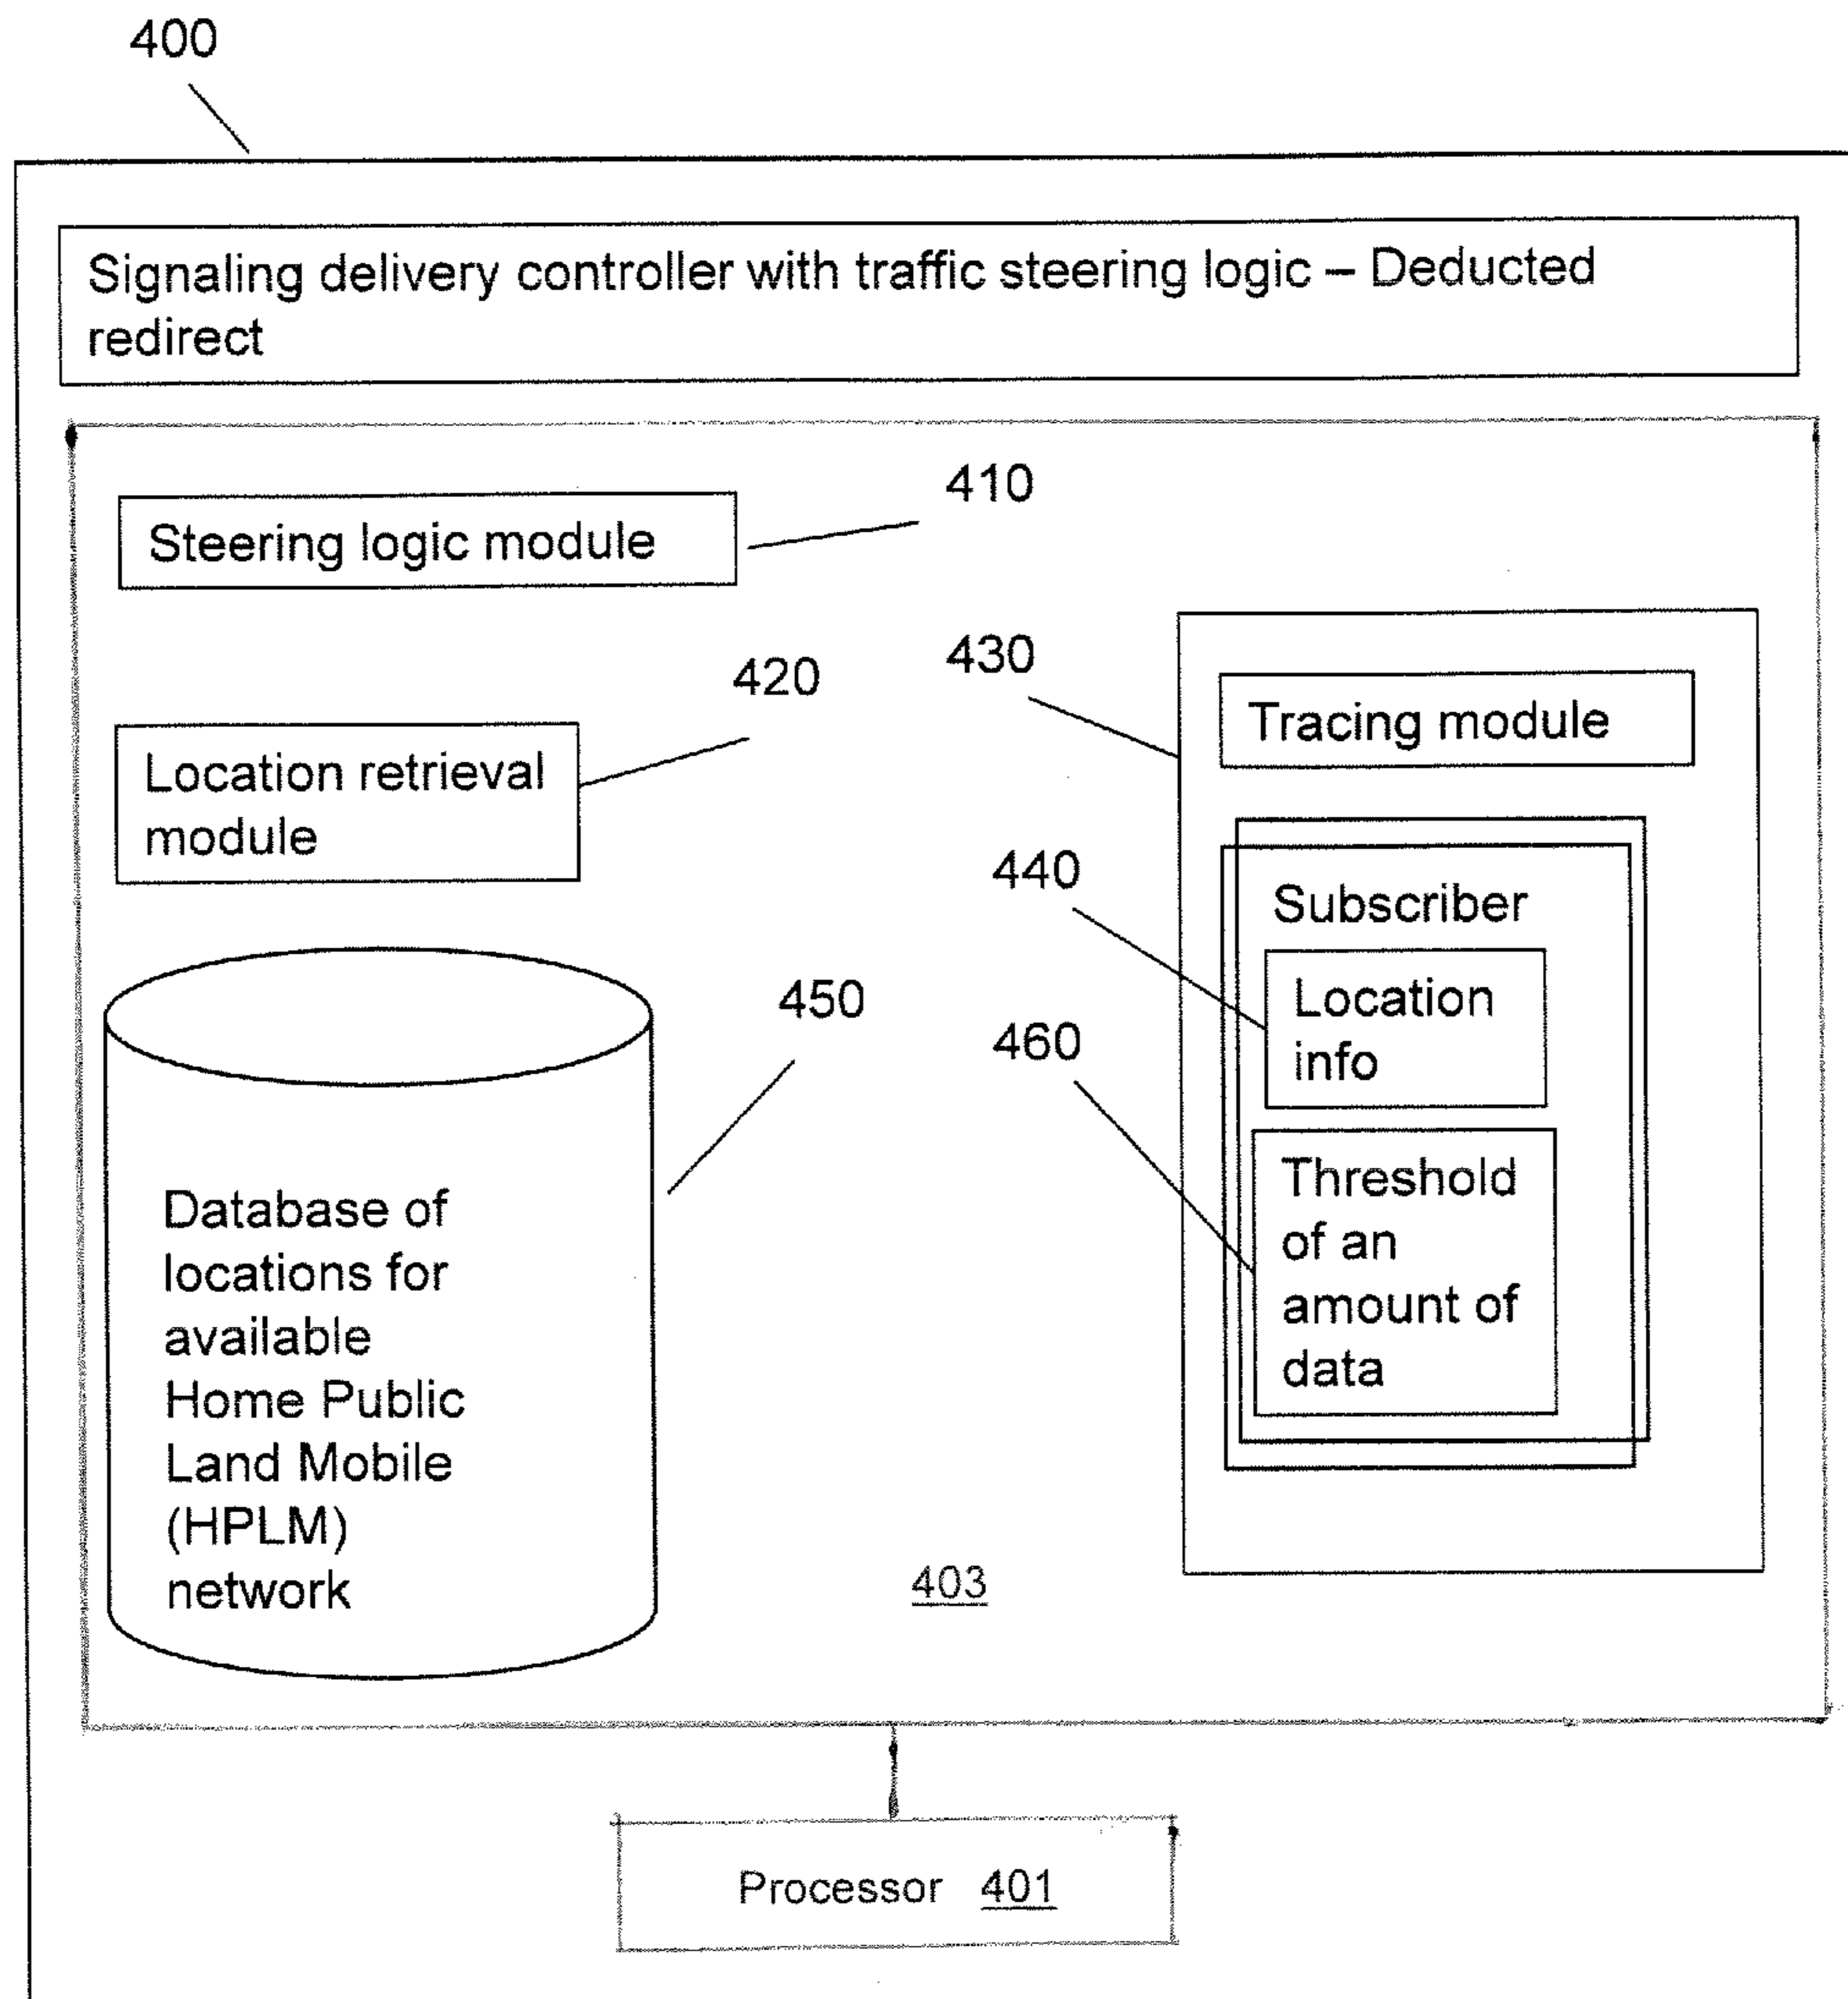 400
Signaling delivery controller with traffic steering logic – Deducted
redirect
Steering logic module
410
Location retrieval
module
420
430
Tracing module
440
Subscriber
Location
info
450
460
Threshold
of an
amount of
data
Database of
locations for
available
Home Public
Land Mobile
(HPLM)
network
403
Processor 401